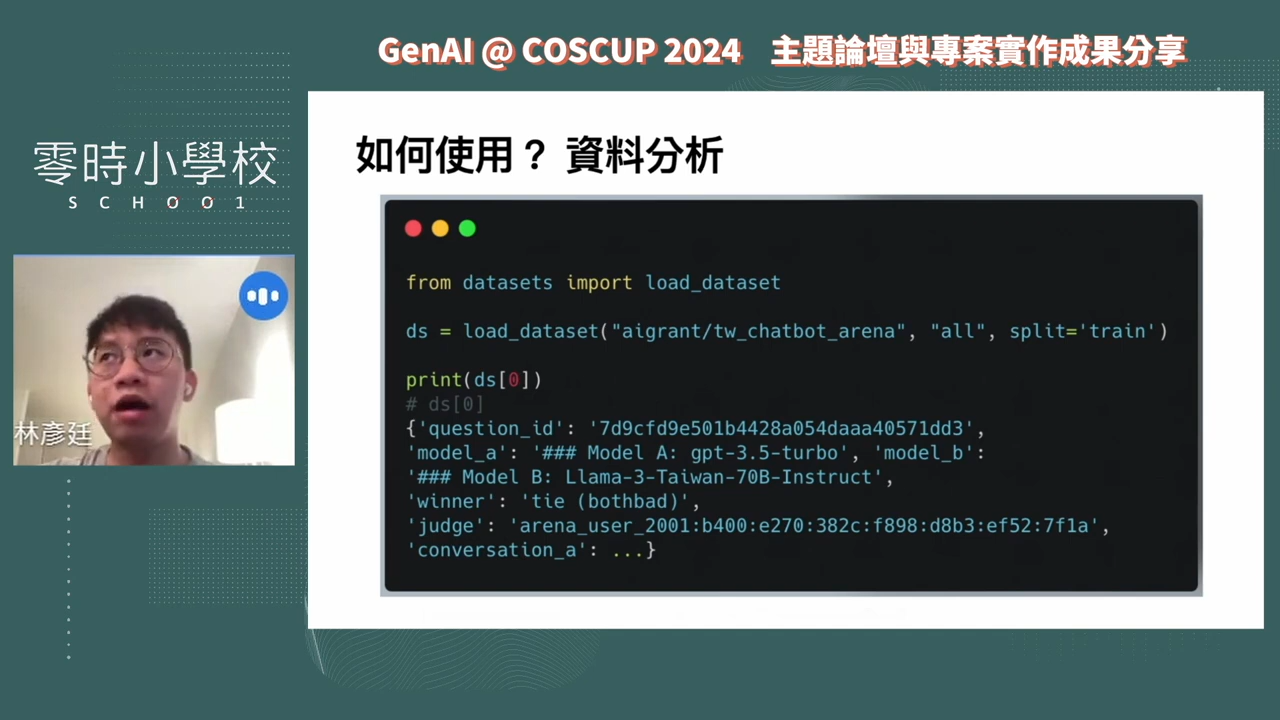 GenAI @ COSCUP 2024 主題論壇與專案實作成果分享
零時小學校
SCHOO1
林彥廷
如何使用？ 資料分析
from datasets import load_dataset
ds = load_dataset("aigrant/tw_chatbot_arena", "all", split='train')
print(ds[0])
# ds[0]
{'question_id': '7d9cfd9e501b4428a054daaa40571dd3',
'model_a': '### Model A: gpt-3.5-turbo', 'model_b':
'### Model B: Llama-3-Taiwan-70B-Instruct',
'winner': 'tie (bothbad)',
'judge': 'arena_user_2001:b400:e270:382c:f898:d8b3:ef52:7f1a',
'conversation_a': ...}